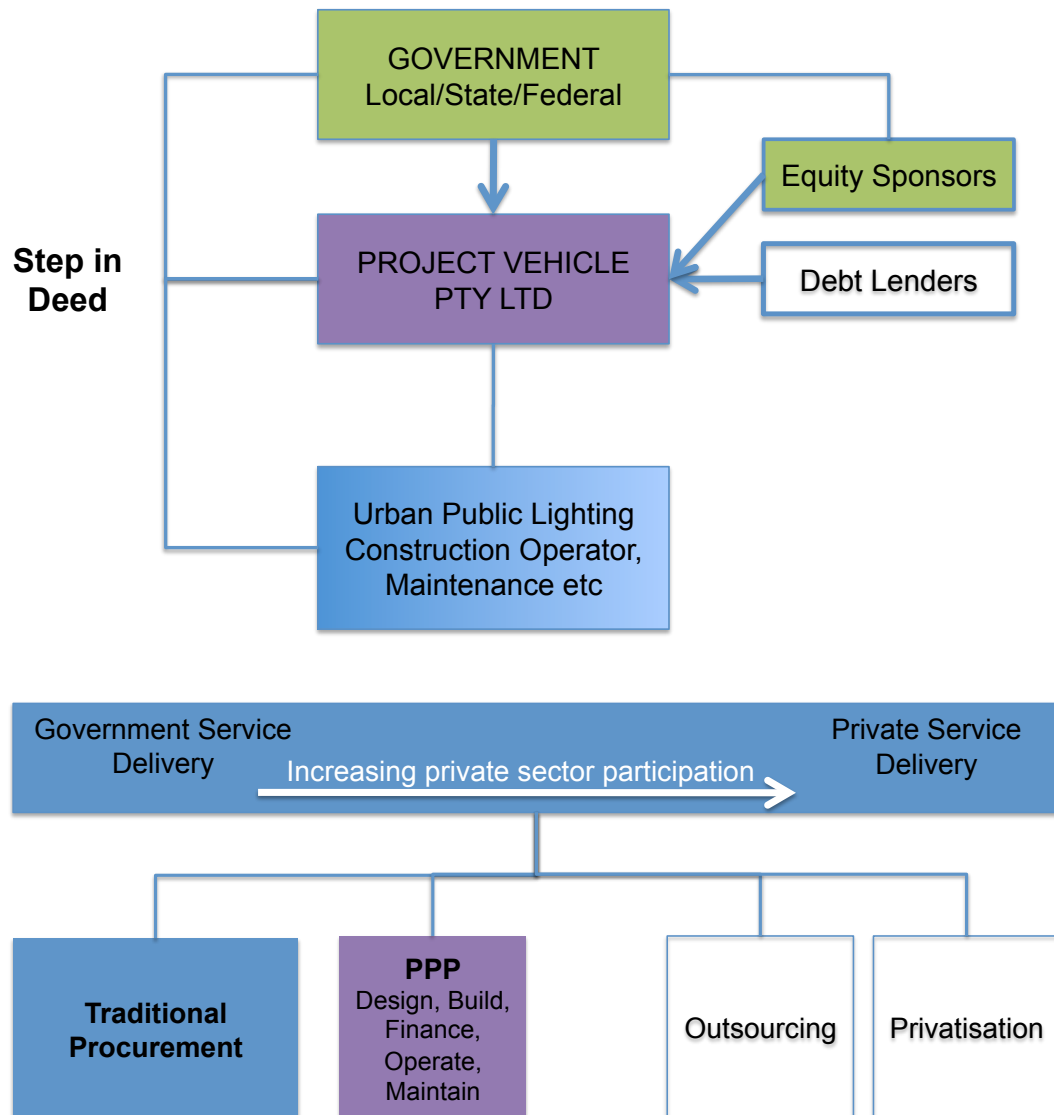 GOVERNMENT
Local/State/Federal
Equity Sponsors
Step in
Deed
PROJECT VEHICLE
PTY LTD
Debt Lenders
Urban Public Lighting
Construction Operator,
Maintenance etc
Government Service
Delivery
Increasing private sector participation
Private Service
Delivery
Traditional
Procurement
PPP
Design, Build,
Finance,
Operate,
Maintain
Outsourcing
Privatisation